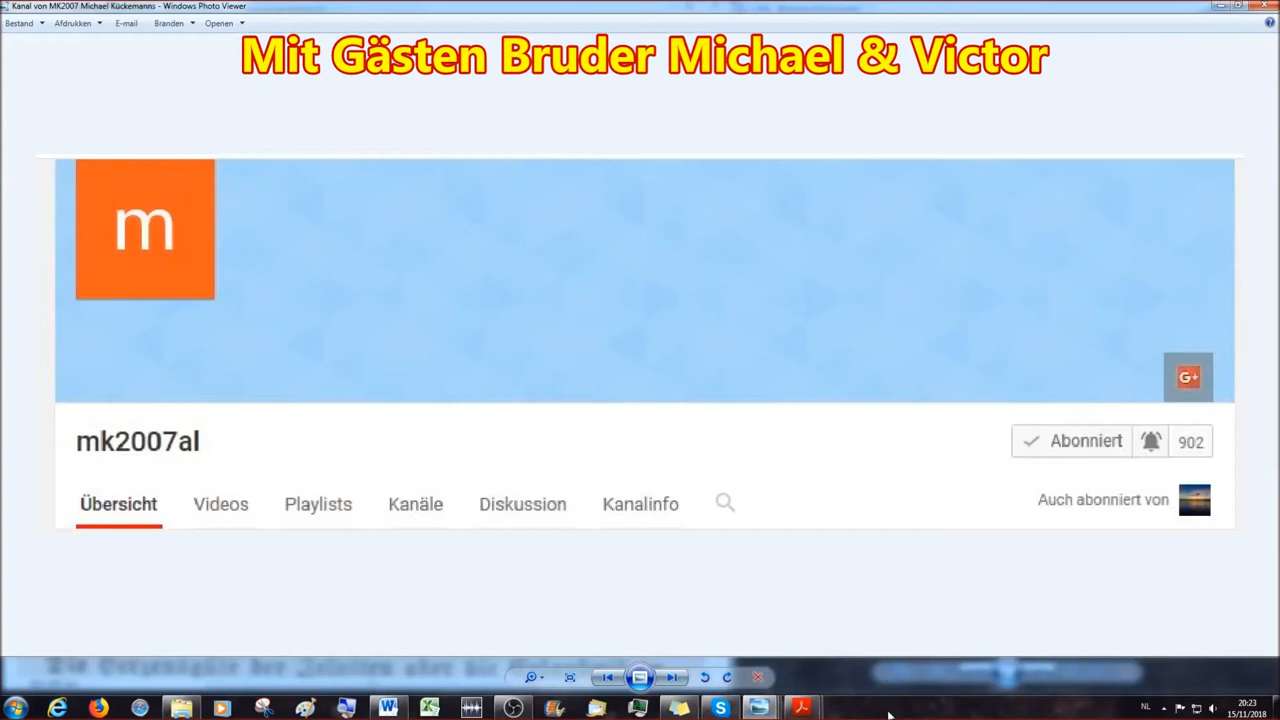 Kanal von MK2007 Michael Kückemanns - Windows Photo Viewer
Bestand Afdrukken E-mail Branden Openen
Mit Gästen Bruder Michael & Victor
m
G+
mk2007al
Abonniert 902
Übersicht Videos Playlists Kanäle Diskussion Kanalinfo
Auch abonniert von
NL
20:23
15/11/2018